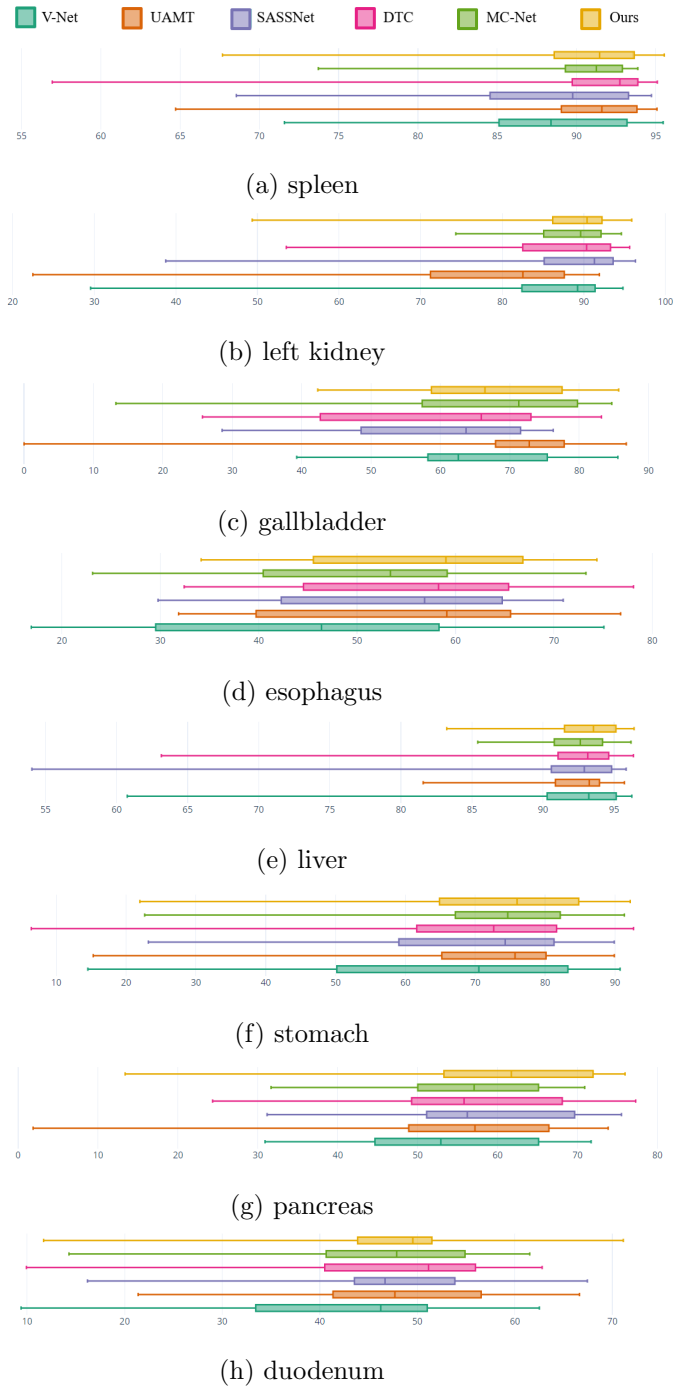 V-Net UAMT SASSNet DTC MC-Net Ours
55 60 65 70 75 80 85 90 95
(a) spleen
20 30 40 50 60 70 80 90 100
(b) left kidney
0 10 20 30 40 50 60 70 80 90
(c) gallbladder
20 30 40 50 60 70 80
(d) esophagus
55 60 65 70 75 80 85 90 95
(e) liver
10 20 30 40 50 60 70 80 90
(f) stomach
0 10 20 30 40 50 60 70 80
(g) pancreas
10 20 30 40 50 60 70
(h) duodenum